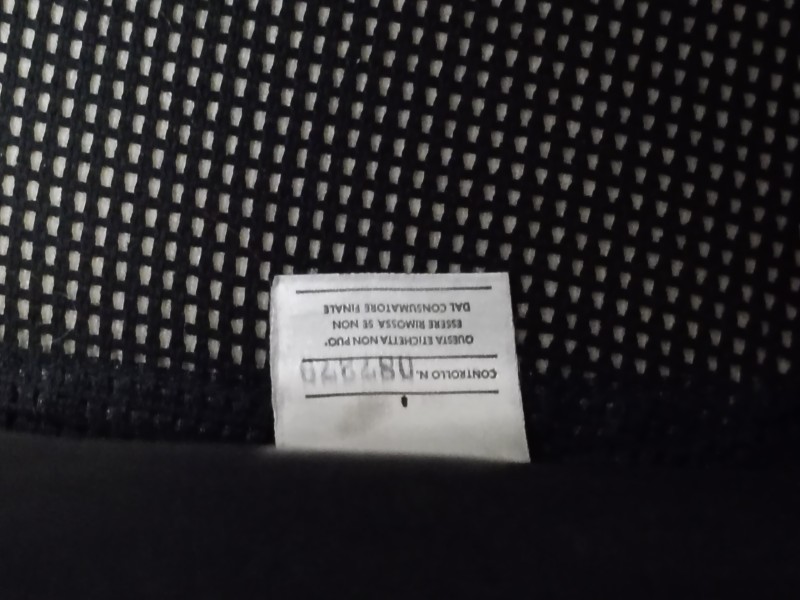 CONTROLLO N.
QUESTA ETICHETTA NON PUO'
ESSERE RIMOSSA SE NON
DAL CONSUMATORE FINALE